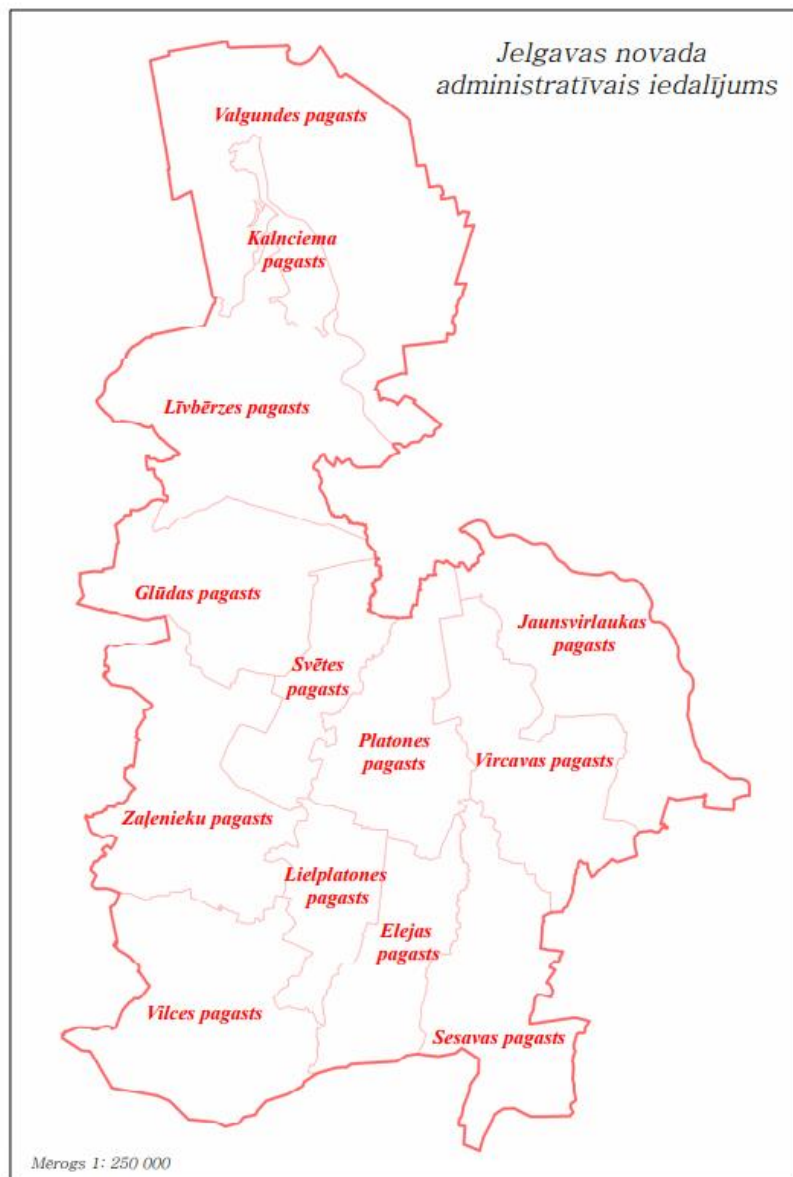 Jelgavas novada
administratīvais iedalījums
Valgundes pagasts
Kalnciema
pagasts
Līvbērzes pagasts
Glūdas pagasts
Jaunsvirlaukas
pagasts
Svētes
pagasts
Platones
pagasts
Vircavas pagasts
Zaļenieku pagasts
Lielplatones
pagasts
Elejas
pagasts
Vilces pagasts
Sesavas pagasts
Mērogs 1: 250 000